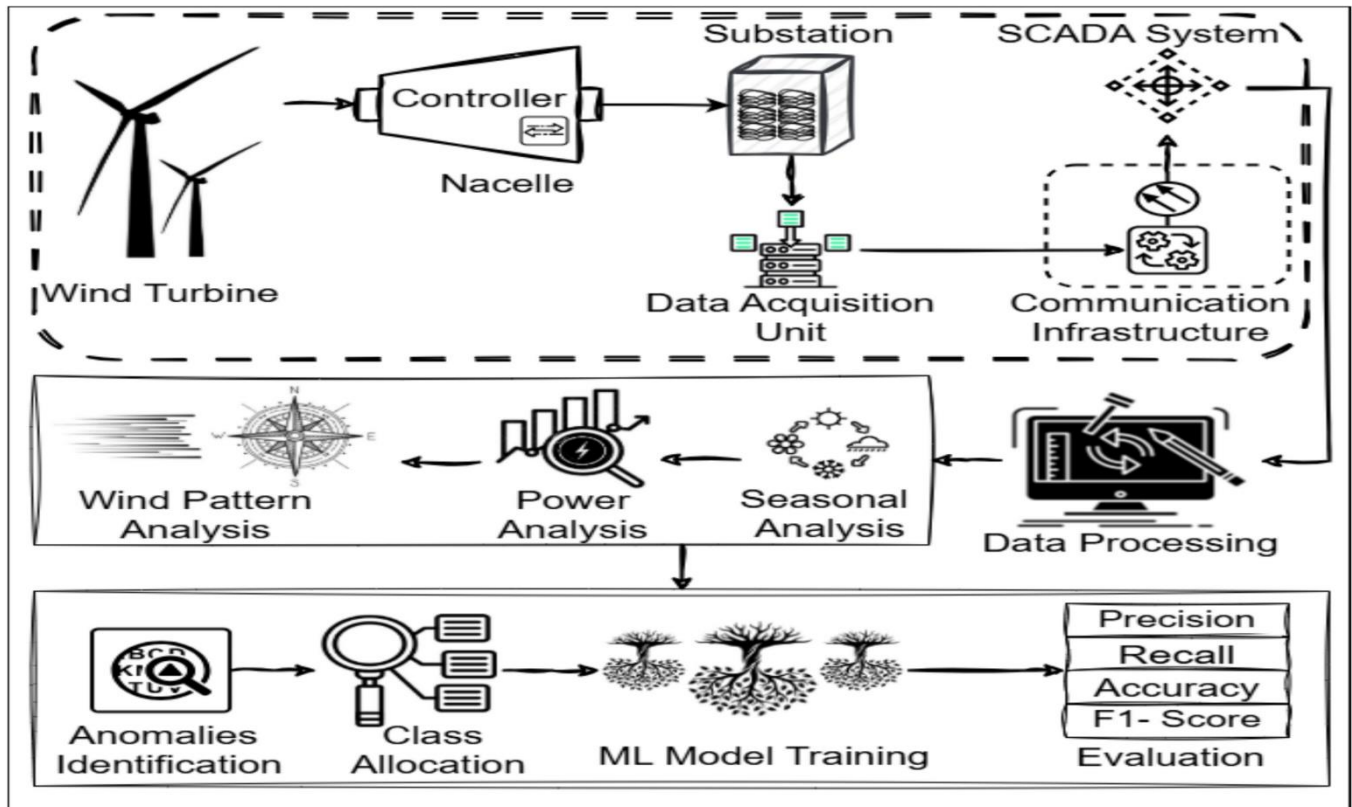 Substation
SCADA System
Controller
Nacelle
Wind Turbine
Data Acquisition
Unit
Communication
Infrastructure
N
W
E
S
Wind Pattern
Analysis
Power
Analysis
Seasonal
Analysis
Data Processing
Anomalies
Identification
Class
Allocation
ML Model Training
Precision
Recall
Accuracy
F1- Score
Evaluation